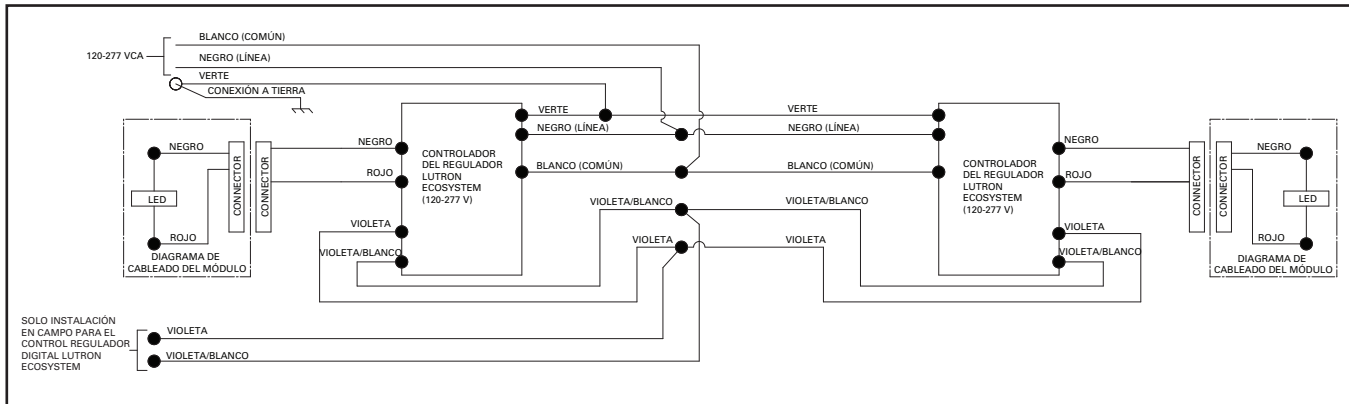 BLANCO (COMÚN)
120-277 VCA
NEGRO (LÍNEA)
VERTE
CONEXIÓN A TIERRA
VERTE
VERTE
NEGRO (LÍNEA)
NEGRO (LÍNEA)
BLANCO (COMÚN)
BLANCO (COMÚN)
NEGRO
LED
ROJO
CONNECTOR
CONNECTOR
DIAGRAMA DE
CABLEADO DEL MÓDULO
NEGRO
ROJO
CONTROLADOR
DEL REGULADOR
LUTRON
ECOSYSTEM
(120-277 V)
VIOLETA
VIOLETA/BLANCO
VIOLETA/BLANCO
VIOLETA/BLANCO
VIOLETA
VIOLETA
CONTROLADOR
DEL REGULADOR
LUTRON
ECOSYSTEM
(120-277 V)
NEGRO
ROJO
VIOLETA
VIOLETA/BLANCO
CONNECTOR
CONNECTOR
NEGRO
LED
ROJO
DIAGRAMA DE
CABLEADO DEL MÓDULO
SOLO INSTALACIÓN
EN CAMPO PARA EL
CONTROL REGULADOR
DIGITAL LUTRON
ECOSYSTEM
VIOLETA
VIOLETA/BLANCO